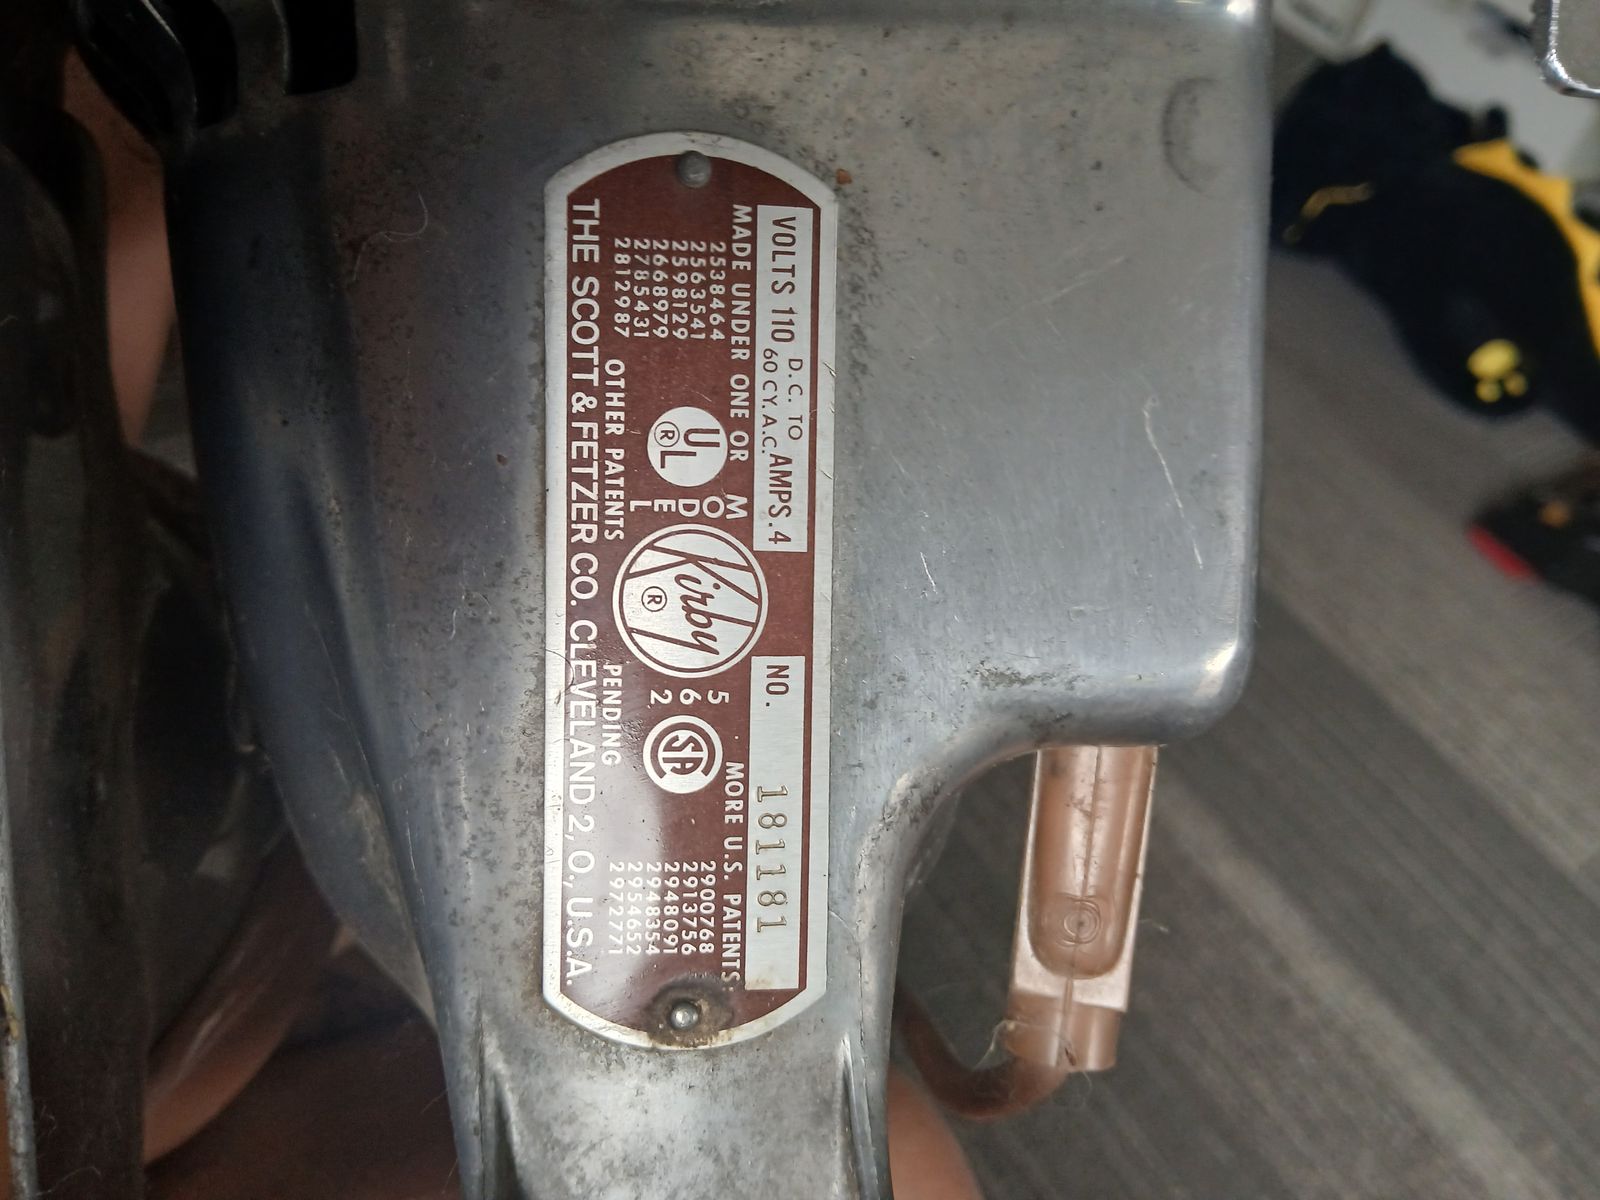 VOLTS 110 D.C. TO 60 CY. A.C. AMPS. 4
NO. 181181
MADE UNDER ONE OR MORE U.S. PATENTS
2538464
2563541
2598129
2668979
2785431
2812987
UL ®
MODEL
Kirby ®
562
SA
2900768
2913756
2948091
2948354
2954652
2972771
OTHER PATENTS PENDING
THE SCOTT & FETZER CO. CLEVELAND 2, O., U.S.A.